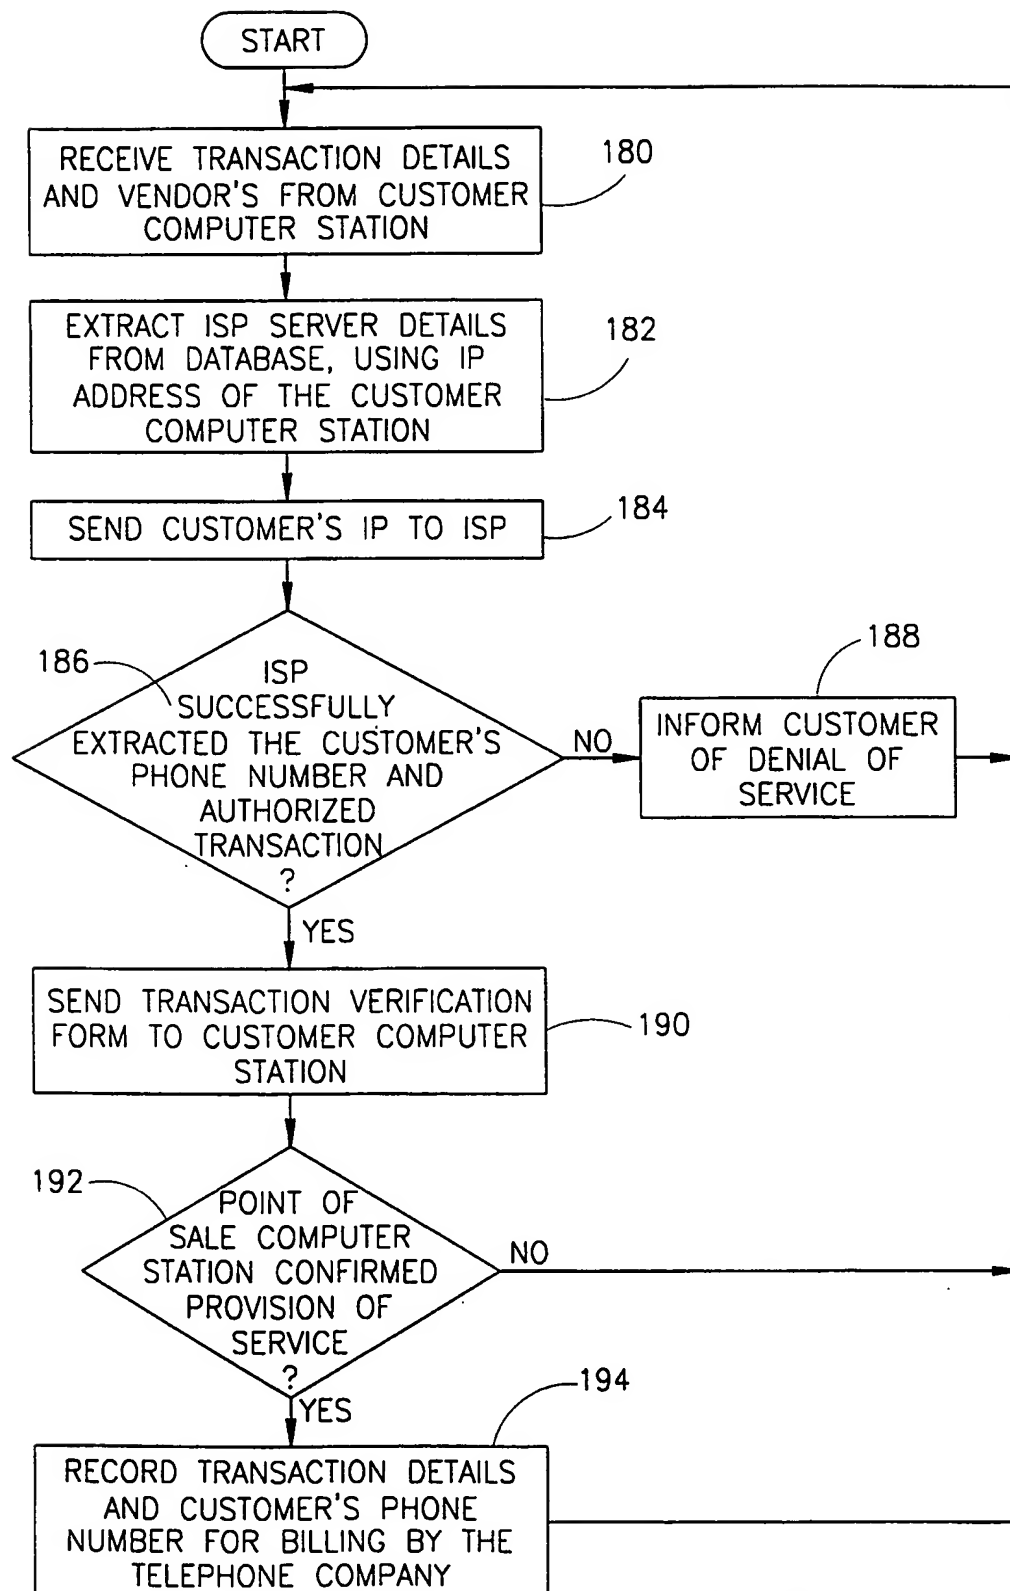 START
RECEIVE TRANSACTION DETAILS
AND VENDOR'S FROM CUSTOMER
COMPUTER STATION
180
EXTRACT ISP SERVER DETAILS
FROM DATABASE, USING IP
ADDRESS OF THE CUSTOMER
COMPUTER STATION
182
SEND CUSTOMER'S IP TO ISP
184
186
ISP
SUCCESSFULLY
EXTRACTED THE CUSTOMER'S
PHONE NUMBER AND
AUTHORIZED
TRANSACTION
?
NO
188
INFORM CUSTOMER
OF DENIAL OF
SERVICE
YES
SEND TRANSACTION VERIFICATION
FORM TO CUSTOMER COMPUTER
STATION
190
192
POINT OF
SALE COMPUTER
STATION CONFIRMED
PROVISION OF
SERVICE
?
NO
YES
194
RECORD TRANSACTION DETAILS
AND CUSTOMER'S PHONE
NUMBER FOR BILLING BY THE
TELEPHONE COMPANY